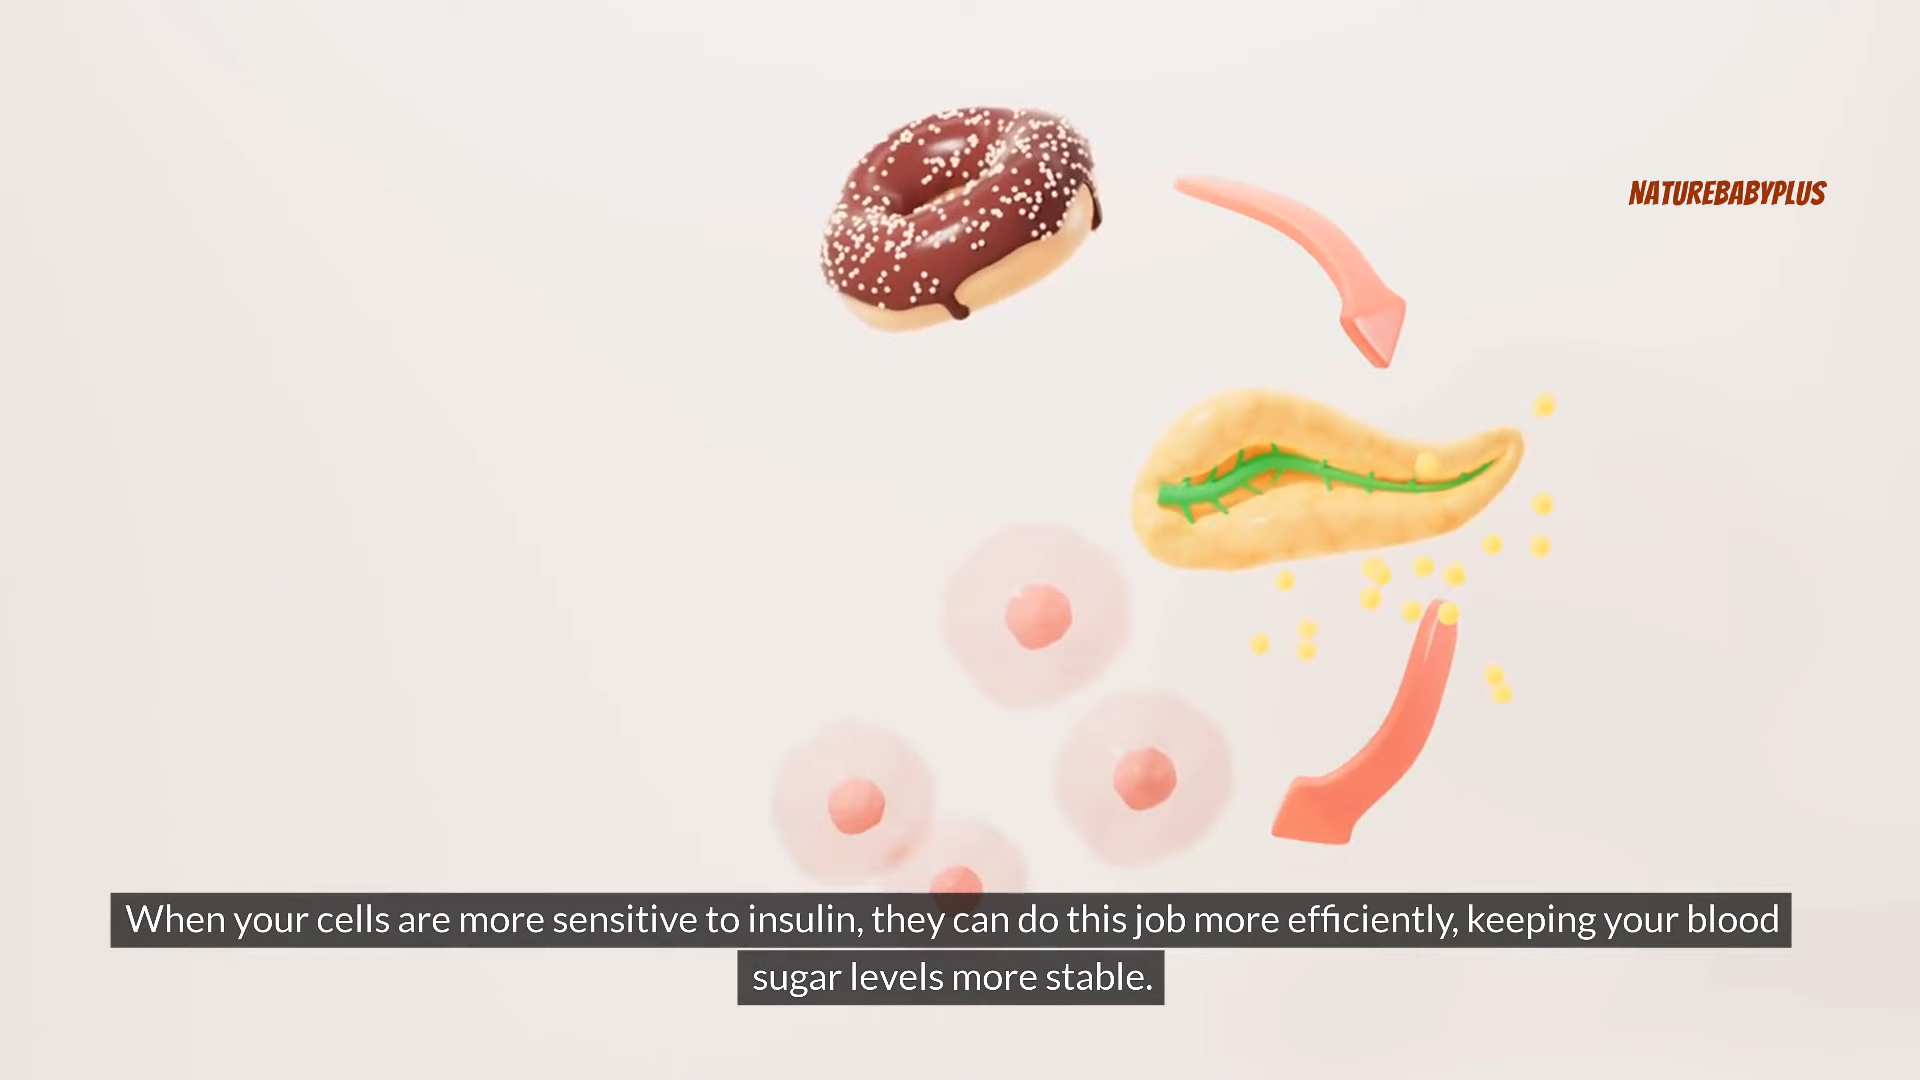 NATUREBABYPLUS
When your cells are more sensitive to insulin, they can do this job more efficiently, keeping your blood
sugar levels more stable.